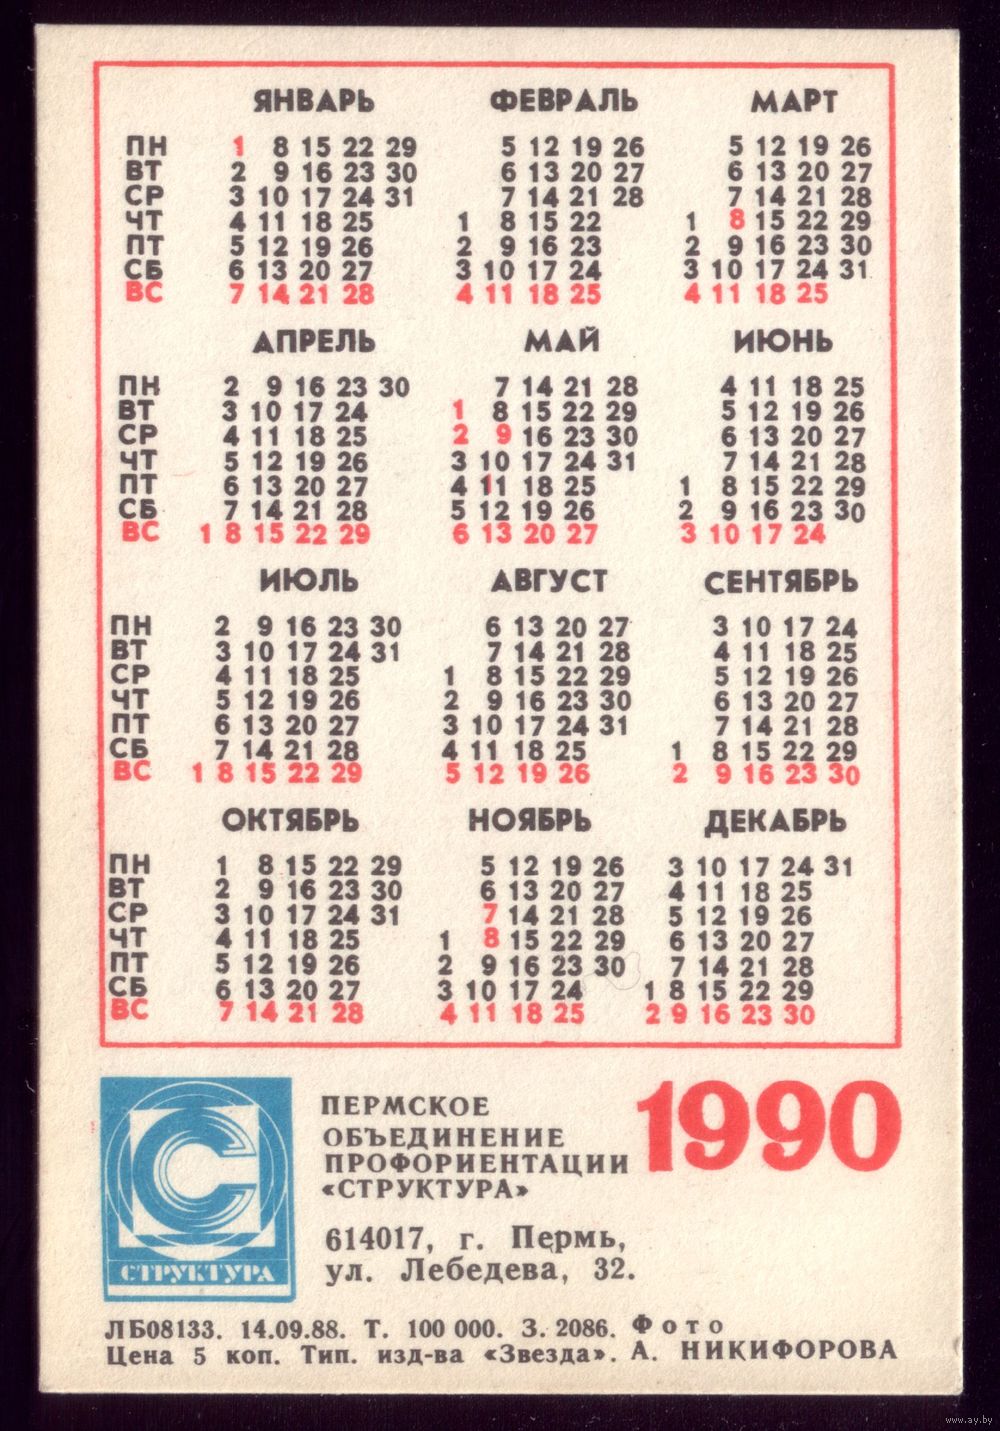 ЯНВАРЬ ФЕВРАЛЬ МАРТ
ПН 1 8 15 22 29 5 12 19 26 5 12 19 26
ВТ 2 9 16 23 30 6 13 20 27 6 13 20 27
СР 3 10 17 24 31 7 14 21 28 7 14 21 28
ЧТ 4 11 18 25 1 8 15 22 1 8 15 22 29
ПТ 5 12 19 26 2 9 16 23 2 9 16 23 30
СБ 6 13 20 27 3 10 17 24 3 10 17 24 31
ВС 7 14 21 28 4 11 18 25 4 11 18 25
АПРЕЛЬ МАЙ ИЮНЬ
ПН 2 9 16 23 30 7 14 21 28 4 11 18 25
ВТ 3 10 17 24 1 8 15 22 29 5 12 19 26
СР 4 11 18 25 2 9 16 23 30 6 13 20 27
ЧТ 5 12 19 26 3 10 17 24 31 7 14 21 28
ПТ 6 13 20 27 4 11 18 25 1 8 15 22 29
СБ 7 14 21 28 5 12 19 26 2 9 16 23 30
ВС 1 8 15 22 29 6 13 20 27 3 10 17 24
ИЮЛЬ АВГУСТ СЕНТЯБРЬ
ПН 2 9 16 23 30 6 13 20 27 3 10 17 24
ВТ 3 10 17 24 31 7 14 21 28 4 11 18 25
СР 4 11 18 25 1 8 15 22 29 5 12 19 26
ЧТ 5 12 19 26 2 9 16 23 30 6 13 20 27
ПТ 6 13 20 27 3 10 17 24 31 7 14 21 28
СБ 7 14 21 28 4 11 18 25 1 8 15 22 29
ВС 1 8 15 22 29 5 12 19 26 2 9 16 23 30
ОКТЯБРЬ НОЯБРЬ ДЕКАБРЬ
ПН 1 8 15 22 29 5 12 19 26 3 10 17 24 31
ВТ 2 9 16 23 30 6 13 20 27 4 11 18 25
СР 3 10 17 24 31 7 14 21 28 5 12 19 26
ЧТ 4 11 18 25 1 8 15 22 29 6 13 20 27
ПТ 5 12 19 26 2 9 16 23 30 7 14 21 28
СБ 6 13 20 27 3 10 17 24 1 8 15 22 29
ВС 7 14 21 28 4 11 18 25 2 9 16 23 30
С
СТРУКТУРА
ПЕРМСКОЕ
ОБЪЕДИНЕНИЕ
ПРОФОРИЕНТАЦИИ
«СТРУКТУРА»
1990
614017, г. Пермь,
ул. Лебедева, 32.
ЛБ08133. 14.09.88. Т. 100 000. З. 2086. Фото
Цена 5 коп. Тип. изд-ва «Звезда». А. НИКИФОРОВА
www.ay.by